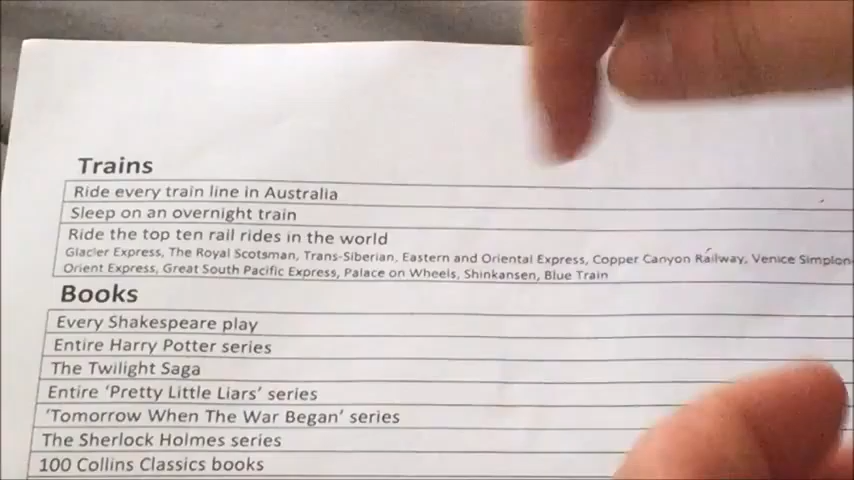 Trains
Ride every train line in Australia
Sleep on an overnight train
Ride the top ten rail rides in the world
Glacier Express, The Royal Scotsman, Trans-Siberian, Eastern and Oriental Express, Copper Canyon Railway, Venice Simplon-
Orient Express, Great South Pacific Express, Palace on Wheels, Shinkansen, Blue Train
Books
Every Shakespeare play
Entire Harry Potter series
The Twilight Saga
Entire ‘Pretty Little Liars’ series
‘Tomorrow When The War Began’ series
The Sherlock Holmes series
100 Collins Classics books